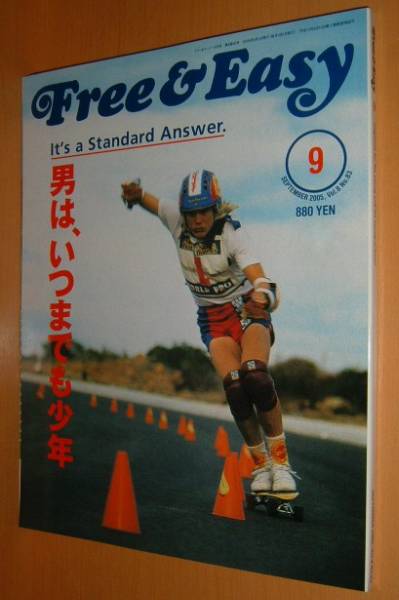 Free & Easy
It's a Standard Answer.
9
SEPTEMBER 2005, Vol.8 No.83
880 YEN
男は、いつまでも少年